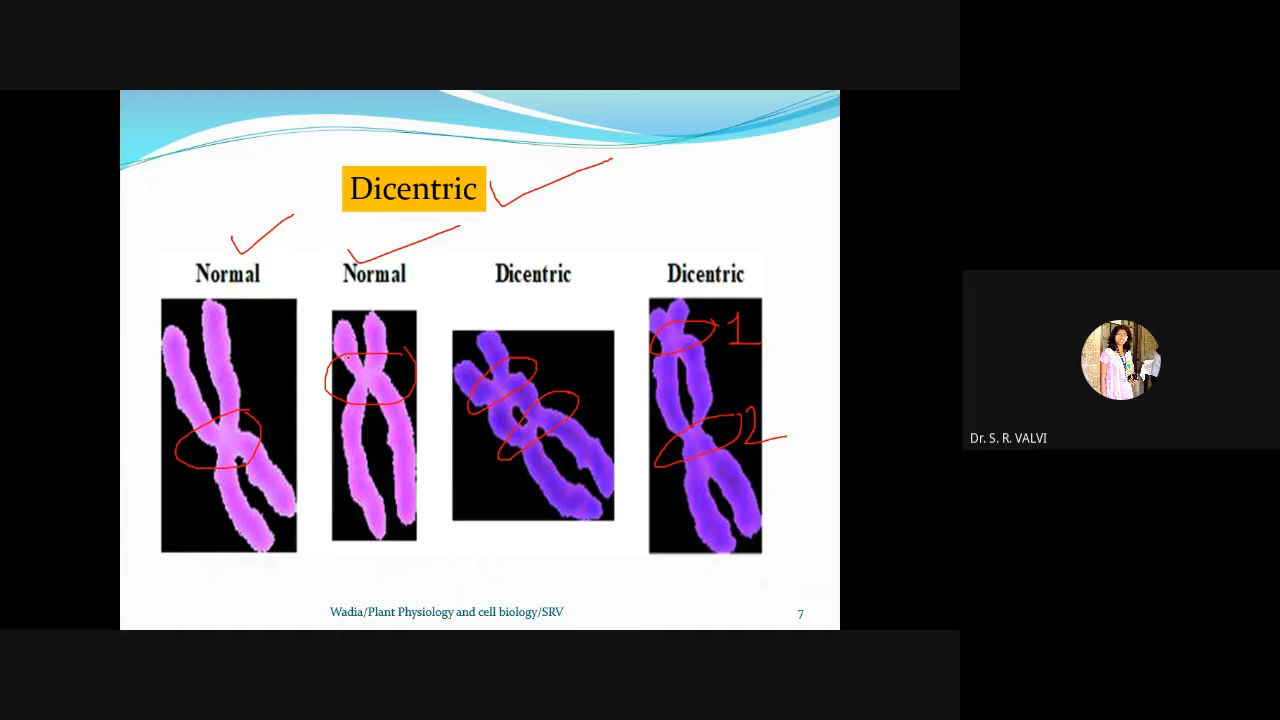 Dicentric
Normal Normal Dicentric Dicentric
1
2
Wadia/Plant Physiology and cell biology/SRV 7
Dr. S. R. VALVI